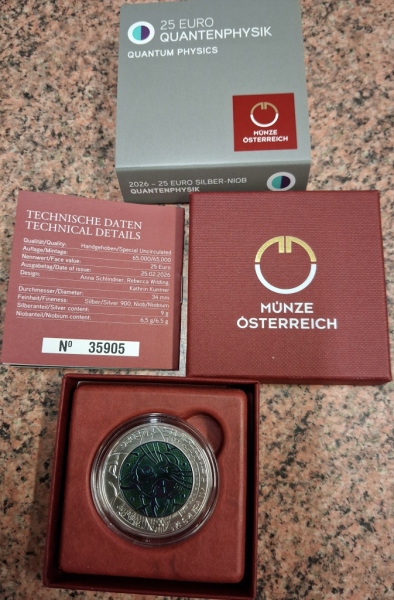 25 EURO
QUANTENPHYSIK
QUANTUM PHYSICS
MÜNZE
ÖSTERREICH
2026 – 25 EURO SILBER-NIOB
QUANTENPHYSIK
TECHNISCHE DATEN
TECHNICAL DETAILS
Qualität/Quality: Handgehoben/Special Uncirculated
Auflage/Mintage: 65.000/65,000
Nennwert/Face value: 25 Euro
Ausgabetag/Date of issue: 25.02.2026
Design: Anna Schlindner, Rebecca Wilding,
Kathrin Kuntner
Durchmesser/Diameter: 34 mm
Feinheit/Fineness: Silber/Silver 900, Niob/Niobium
Silberanteil/Silver content: 9 g
Niobanteil/Niobium content: 6,5 g/6.5 g
Nº 35905
MÜNZE
ÖSTERREICH